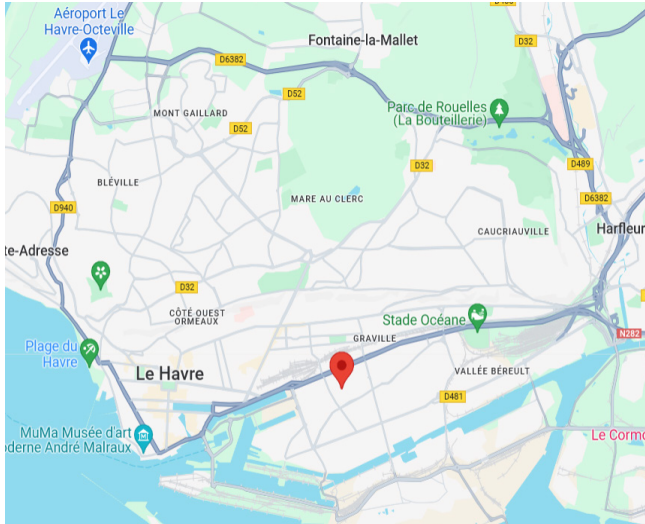 Aéroport Le
Havre-Octeville
Fontaine-la-Mallet
D32
D6382
D52
MONT GAILLARD
D52
Parc de Rouelles
(La Bouteillerie)
D32
D489
BLÉVILLE
D6382
MARE AU CLERC
D940
CAUCRIAUVILLE
Harfleur
te-Adresse
D32
CÔTÉ OUEST
ORMEAUX
Stade Océane
N282
Plage du
Havre
GRAVILLE
Le Havre
VALLÉE BÉREULT
D481
MuMa Musée d'art
oderne André Malraux
Le Cormo